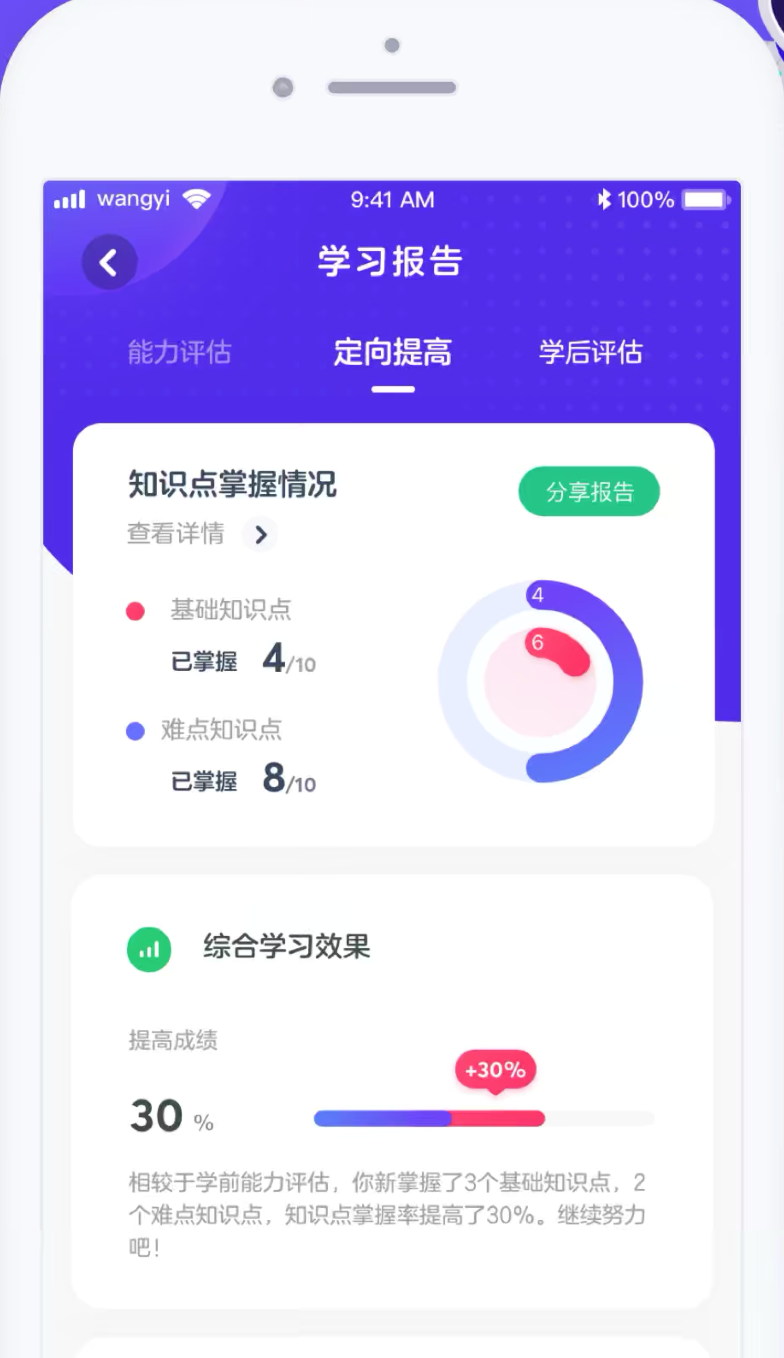 wangyi 9:41 AM 100%
学习报告
能力评估 定向提高 学后评估
知识点掌握情况
分享报告
查看详情
基础知识点
已掌握 4/10
难点知识点
已掌握 8/10
4
6
综合学习效果
提高成绩
+30%
30 %
相较于学前能力评估，你新掌握了3个基础知识点，2
个难点知识点，知识点掌握率提高了30%。继续努力
吧！